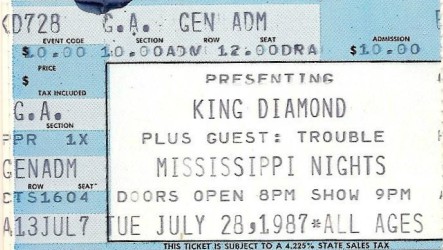 KD728 G.A. GEN ADM
EVENT CODE SECTION ROW SEAT ADMISSION
$ 10.00 10.00ADV 12.00DRA $10.00
PRICE
$
TAX INCLUDED
PRESENTING
G.A. KING DIAMOND
SECTION
PPR 1X PLUS GUEST: TROUBLE
GENADM MISSISSIPPI NIGHTS
ROW SEAT
CTS1604 DOORS OPEN 8PM SHOW 9PM
A13JUL7 TUE JULY 28,1987*ALL AGES
THIS TICKET IS SUBJECT TO A 4.225% STATE SALES TAX